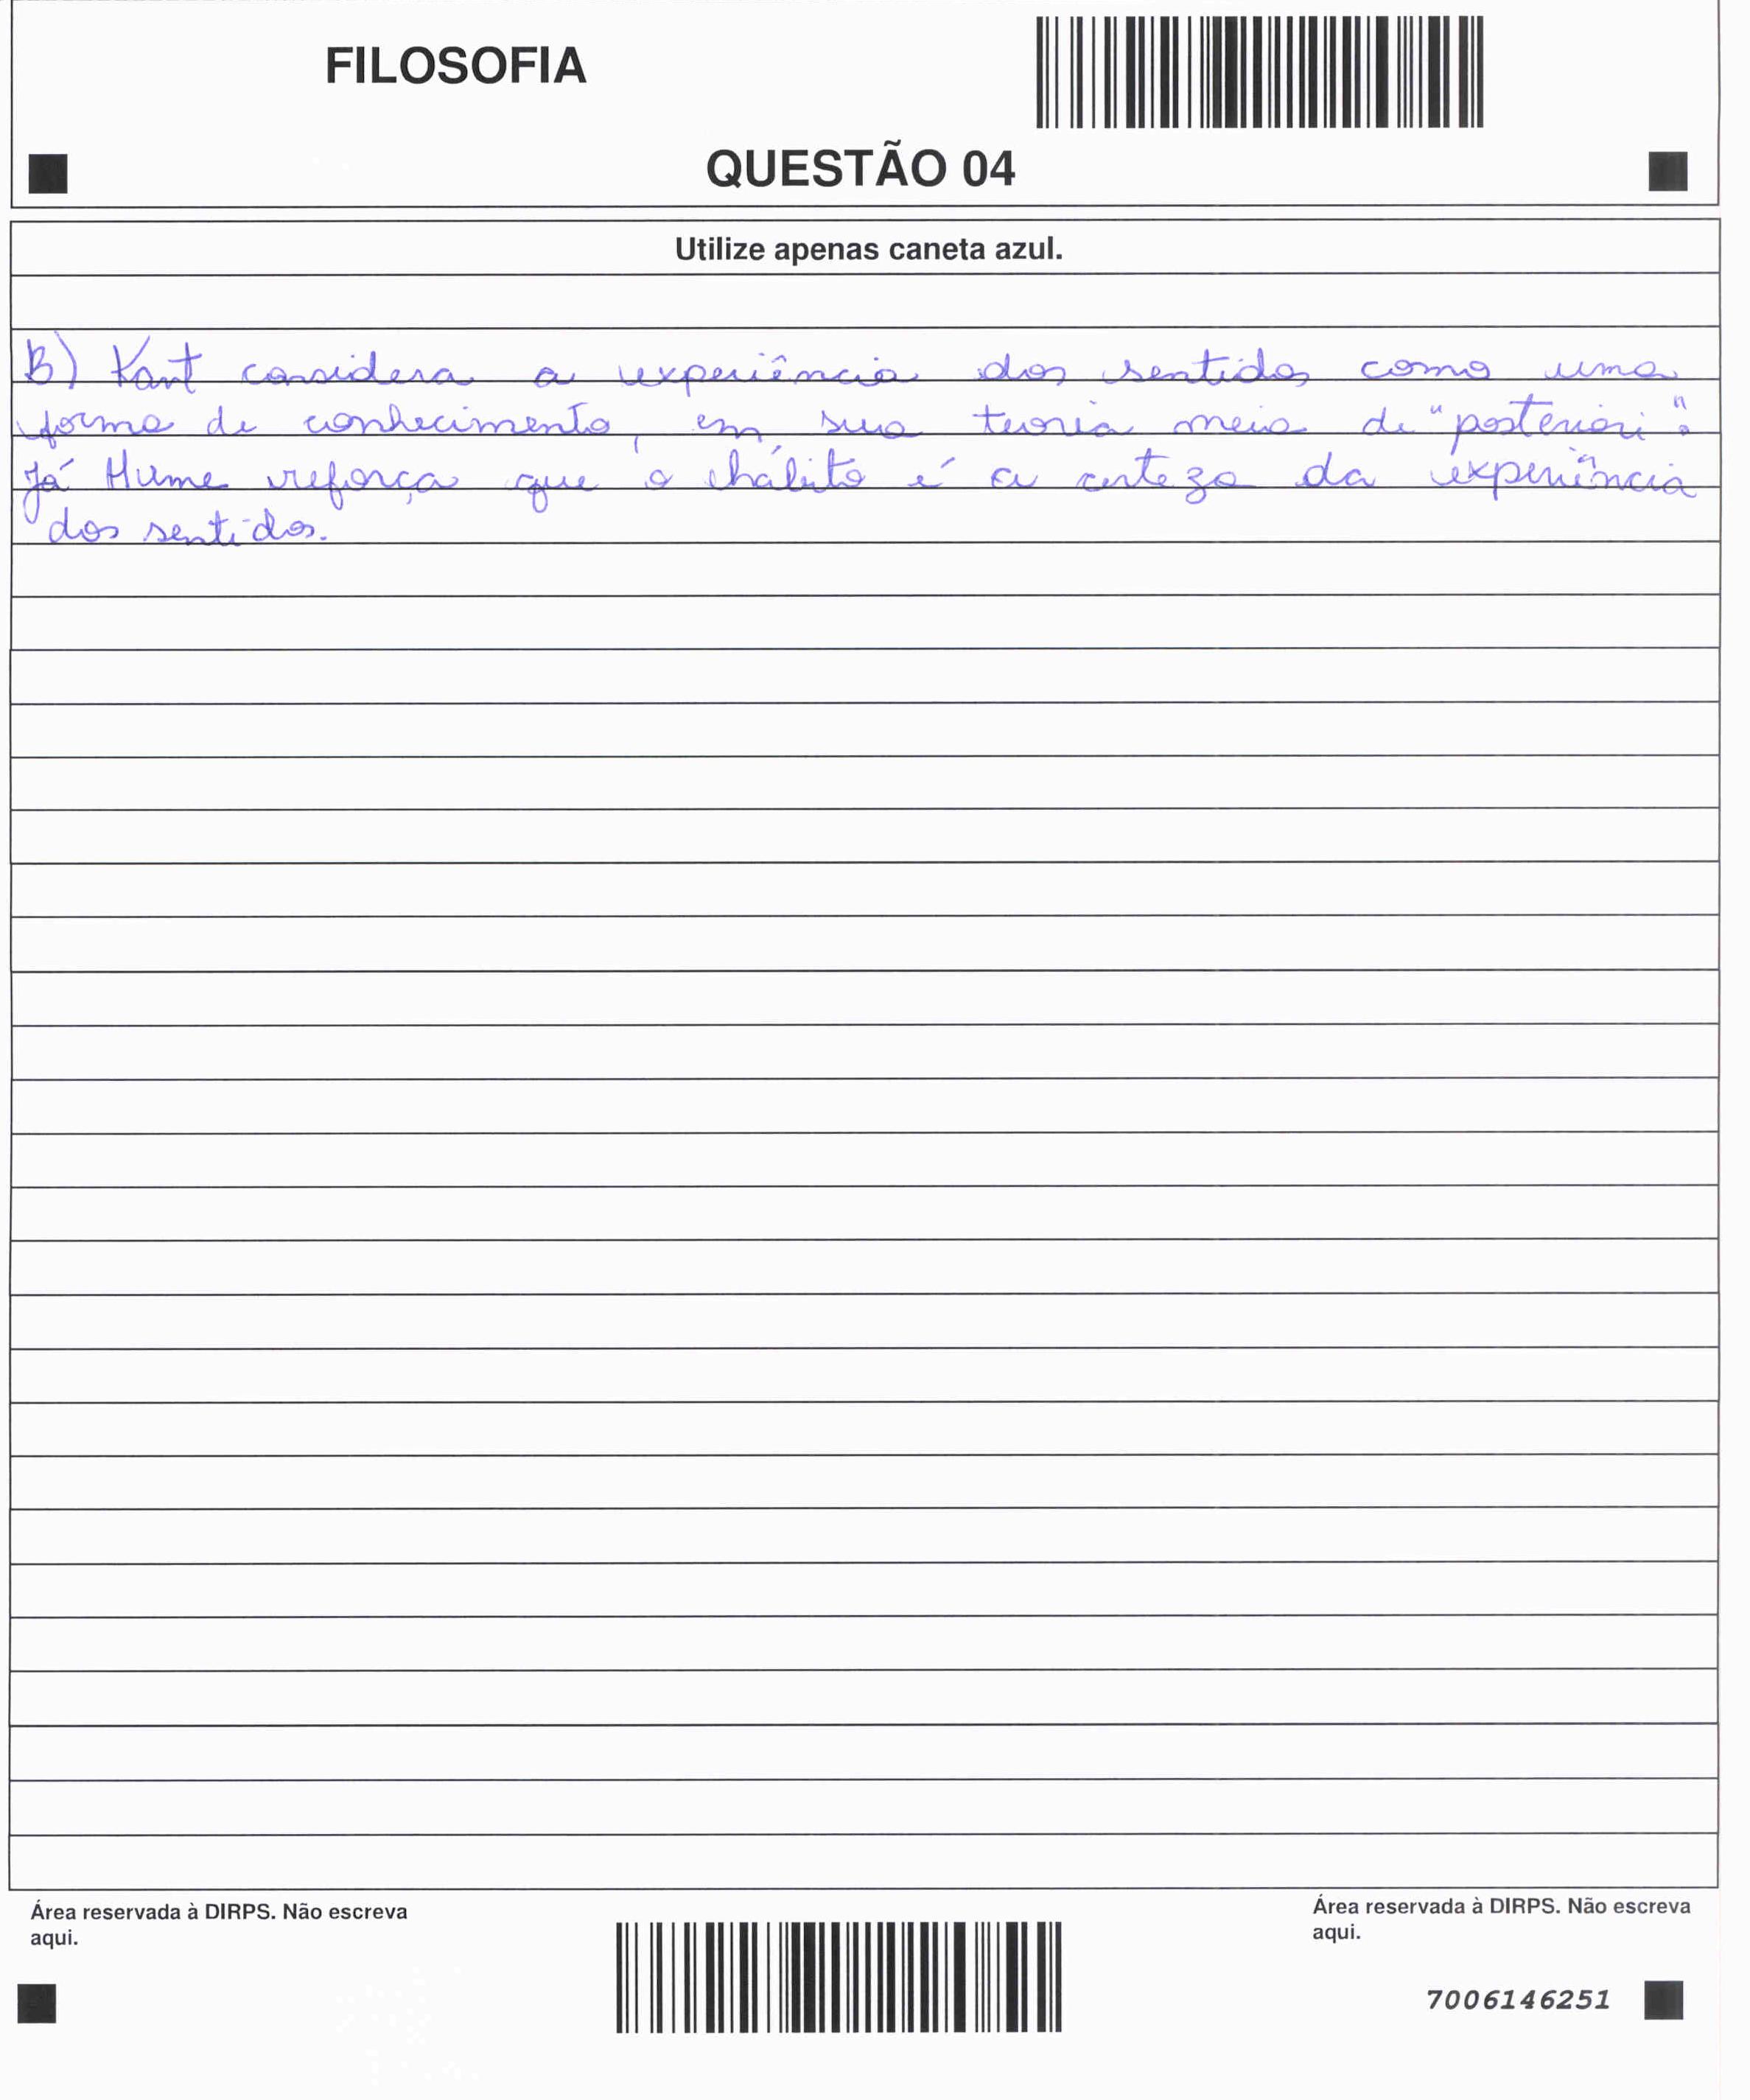 FILOSOFIA
QUESTÃO 04
Utilize apenas caneta azul.
B) Kant considera a experiência dos sentidos como uma
forma de conhecimento, em sua teoria meio de "posteriori".
Já Hume reforça que o hábito é a certeza da experiência
dos sentidos.
Área reservada à DIRPS. Não escreva
aqui.
Área reservada à DIRPS. Não escreva
aqui.
7006146251